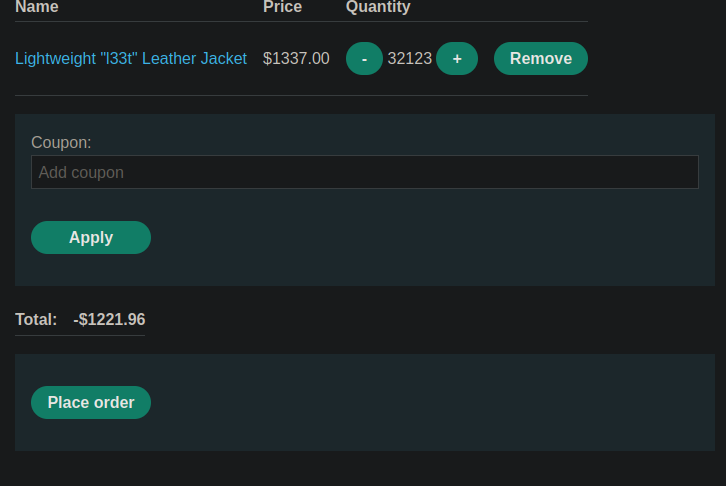 Name Price Quantity
Lightweight "l33t" Leather Jacket $1337.00 - 32123 + Remove
Coupon:
Add coupon
Apply
Total: -$1221.96
Place order